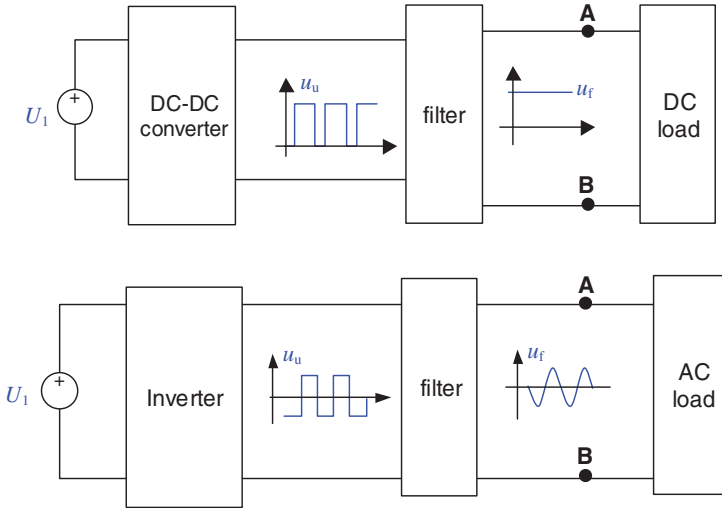 A
U1
+
DC-DC
converter
uu
filter
uf
DC
load
B
A
U1
+
Inverter
uu
filter
uf
AC
load
B